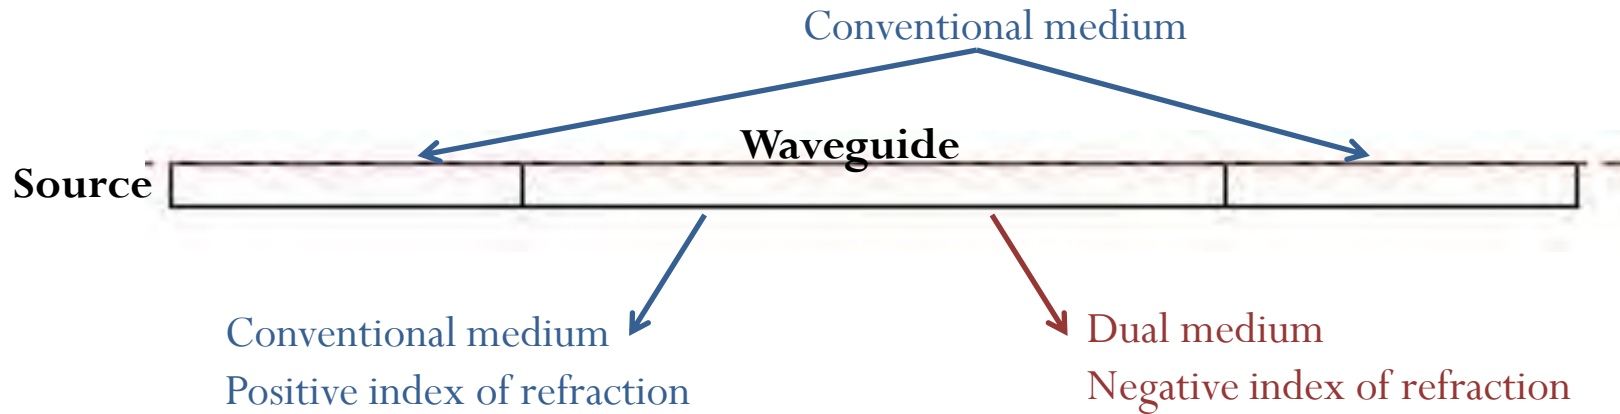 Conventional medium
Waveguide
Source
Conventional medium
Positive index of refraction
Dual medium
Negative index of refraction